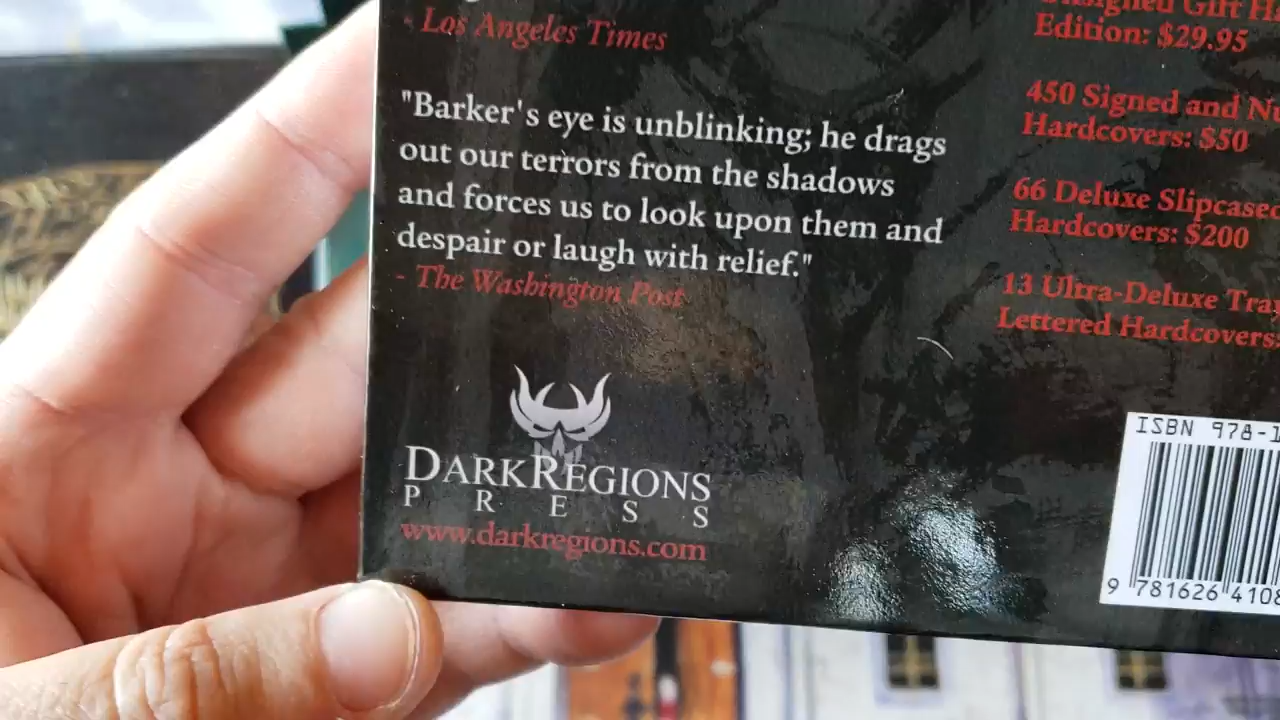 - Los Angeles Times
"Barker's eye is unblinking; he drags
out our terrors from the shadows
and forces us to look upon them and
despair or laugh with relief."
- The Washington Post
DARKREGIONS
PRESS
www.darkregions.com
Edition: $29.95
450 Signed and
Hardcovers: $50
66 Deluxe Slipcased
Hardcovers: $200
13 Ultra-Deluxe
Lettered Hardcovers:
ISBN 978-1
9 781626 4108